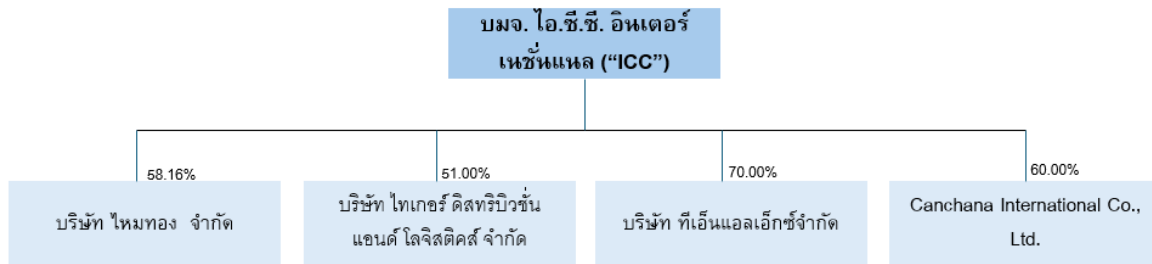 บมจ. ไอ.ซี.ซี. อินเตอร์
เนชั่นแนล (“ICC”)
58.16%
51.00%
70.00%
60.00%
บริษัท ไหมทอง จำกัด
บริษัท ไทเกอร์ ดิสทริบิวชั่น
แอนด์ โลจิสติคส์ จำกัด
บริษัท ทีเอ็นแอลเอ็กซ์จำกัด
Canchana International Co.,
Ltd.